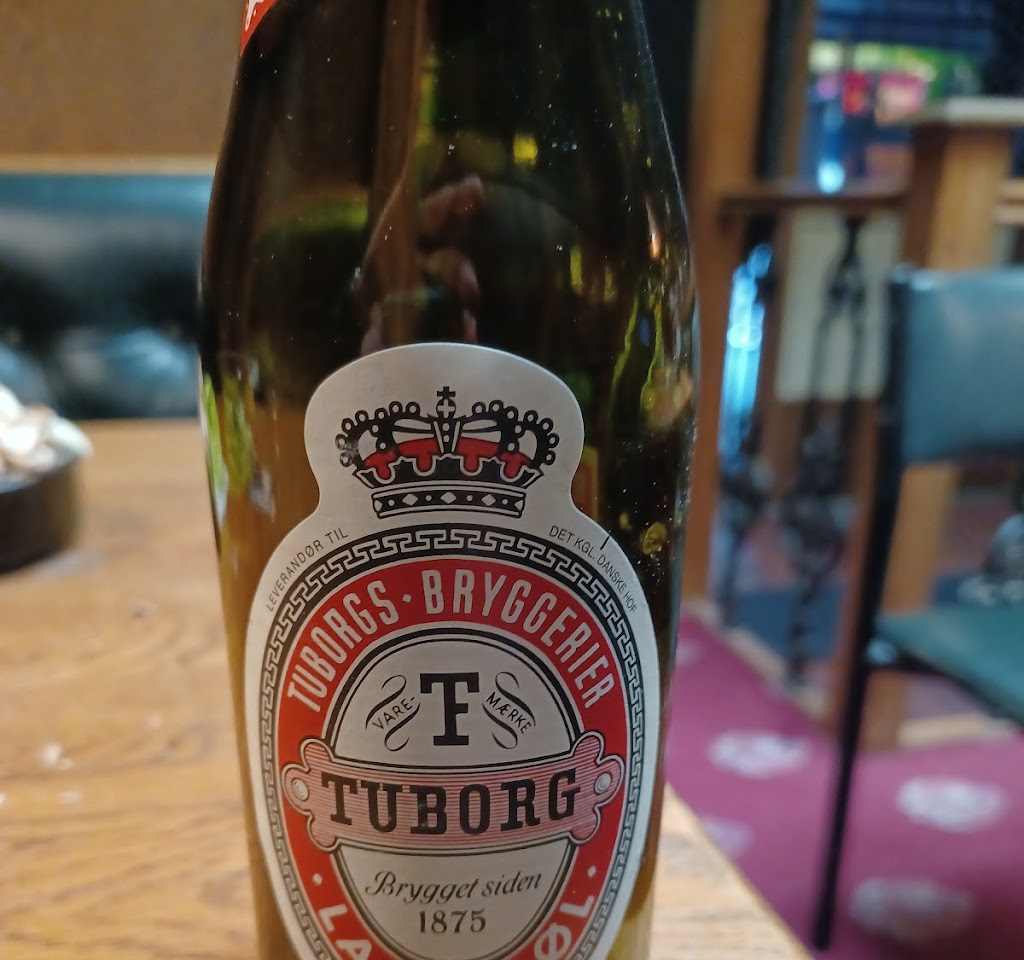 LEVERANDØR TIL
DET KGL. DANSKE HOF
TUBORGS · BRYGGERIER
T
VARE-
MÆRKE
TUBORG
Brygget siden
1875